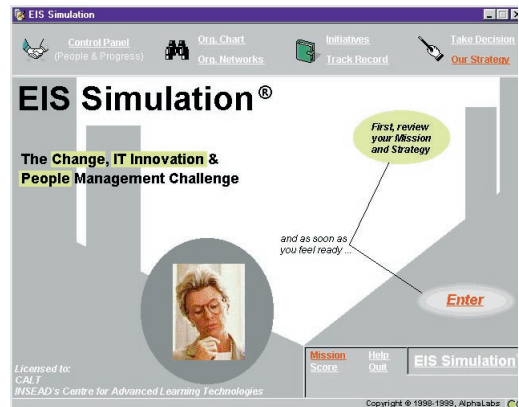 EIS Simulation
Control Panel
(People & Progress)
Org. Chart
Org. Networks
Initiatives
Track Record
Take Decision
Our Strategy
EIS Simulation®
The Change, IT Innovation &
People Management Challenge
First, review
your Mission
and Strategy
and as soon as
you feel ready ...
Enter
Licensed to:
CALT
INSEAD's Centre for Advanced Learning Technologies
Mission
Score
Help
Quit
EIS Simulation
Copyright © 1998-1999, AlphaLabs